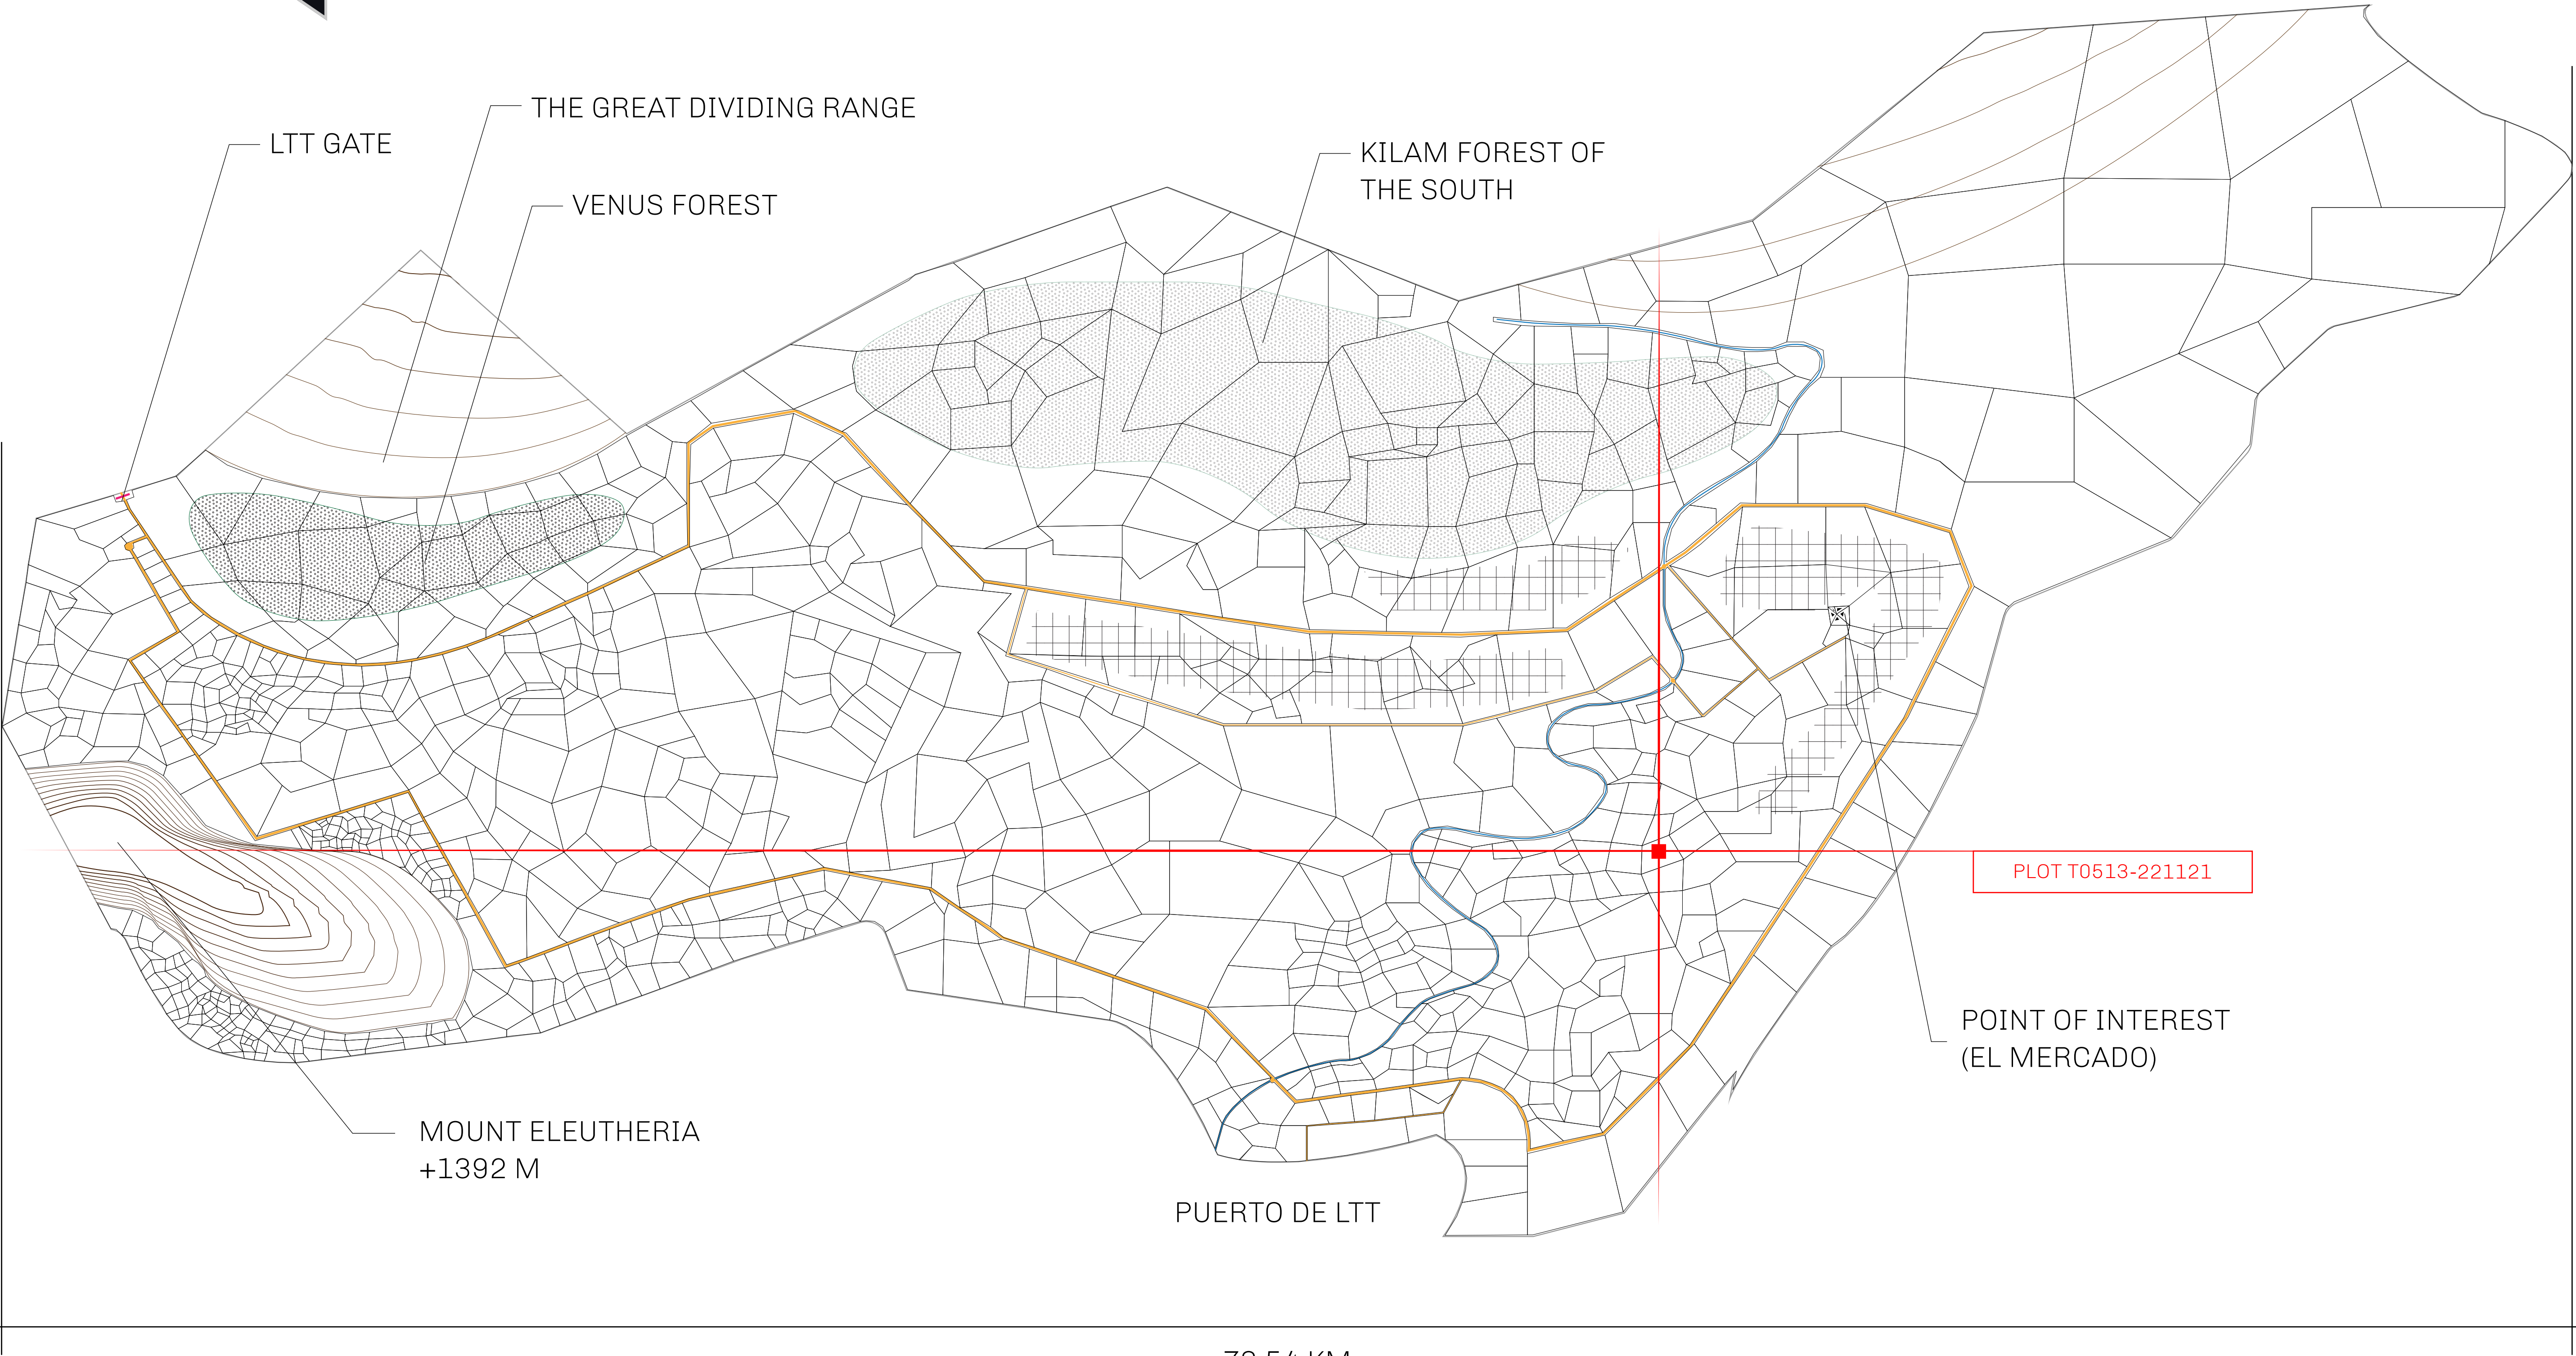 THE GREAT DIVIDING RANGE
LTT GATE
VENUS FOREST
KILAM FOREST OF
THE SOUTH
PLOT T0513-221121
POINT OF INTEREST
(EL MERCADO)
MOUNT ELEUTHERIA
+1392 M
PUERTO DE LTT
KM